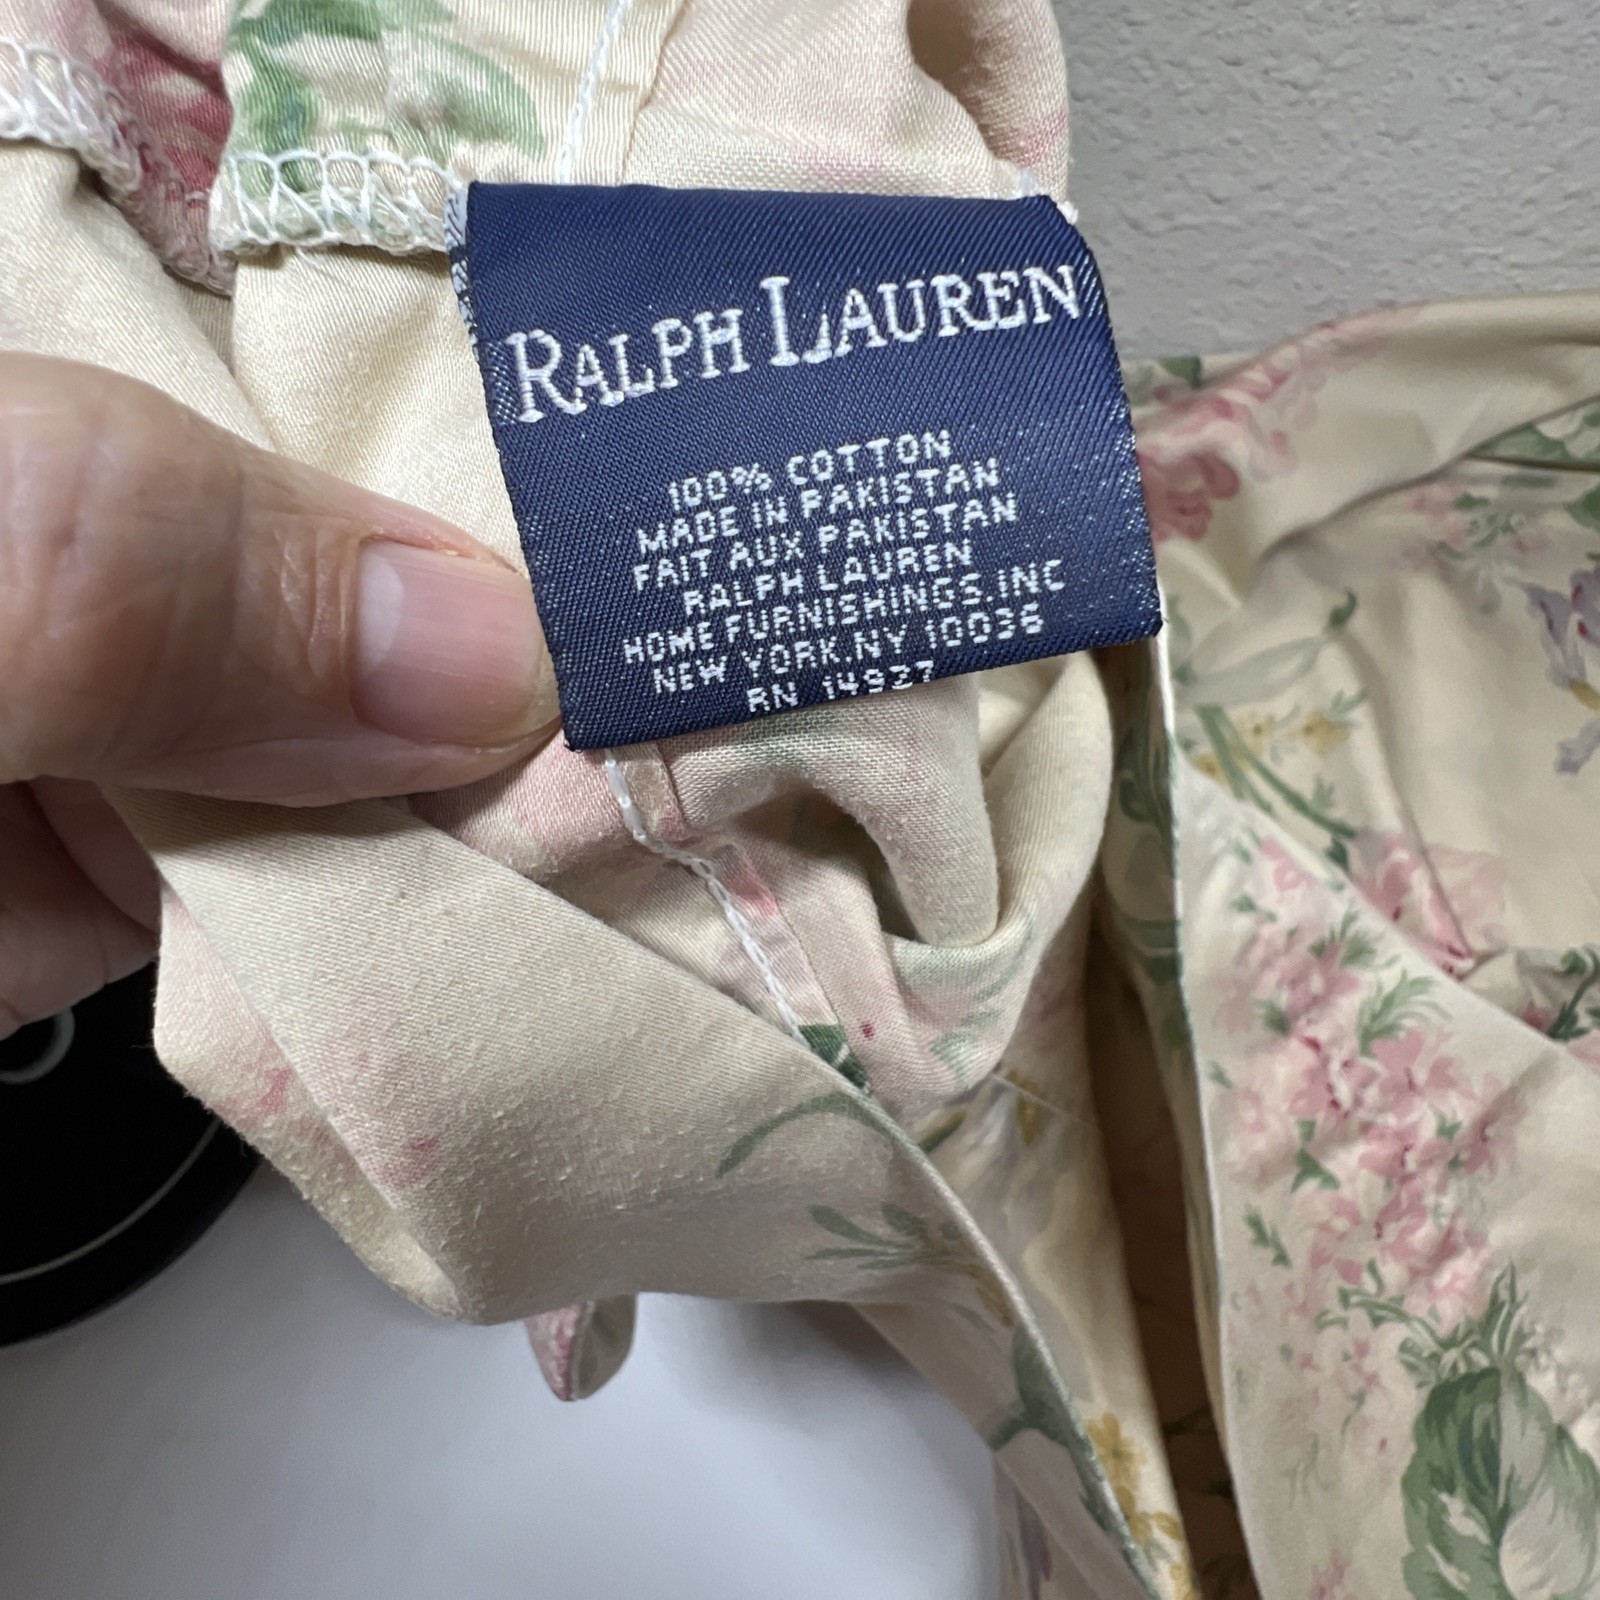 RALPH LAUREN
100% COTTON
MADE IN PAKISTAN
FAIT AUX PAKISTAN
RALPH LAUREN
HOME FURNISHINGS, INC
NEW YORK, NY 10036
RN 14927